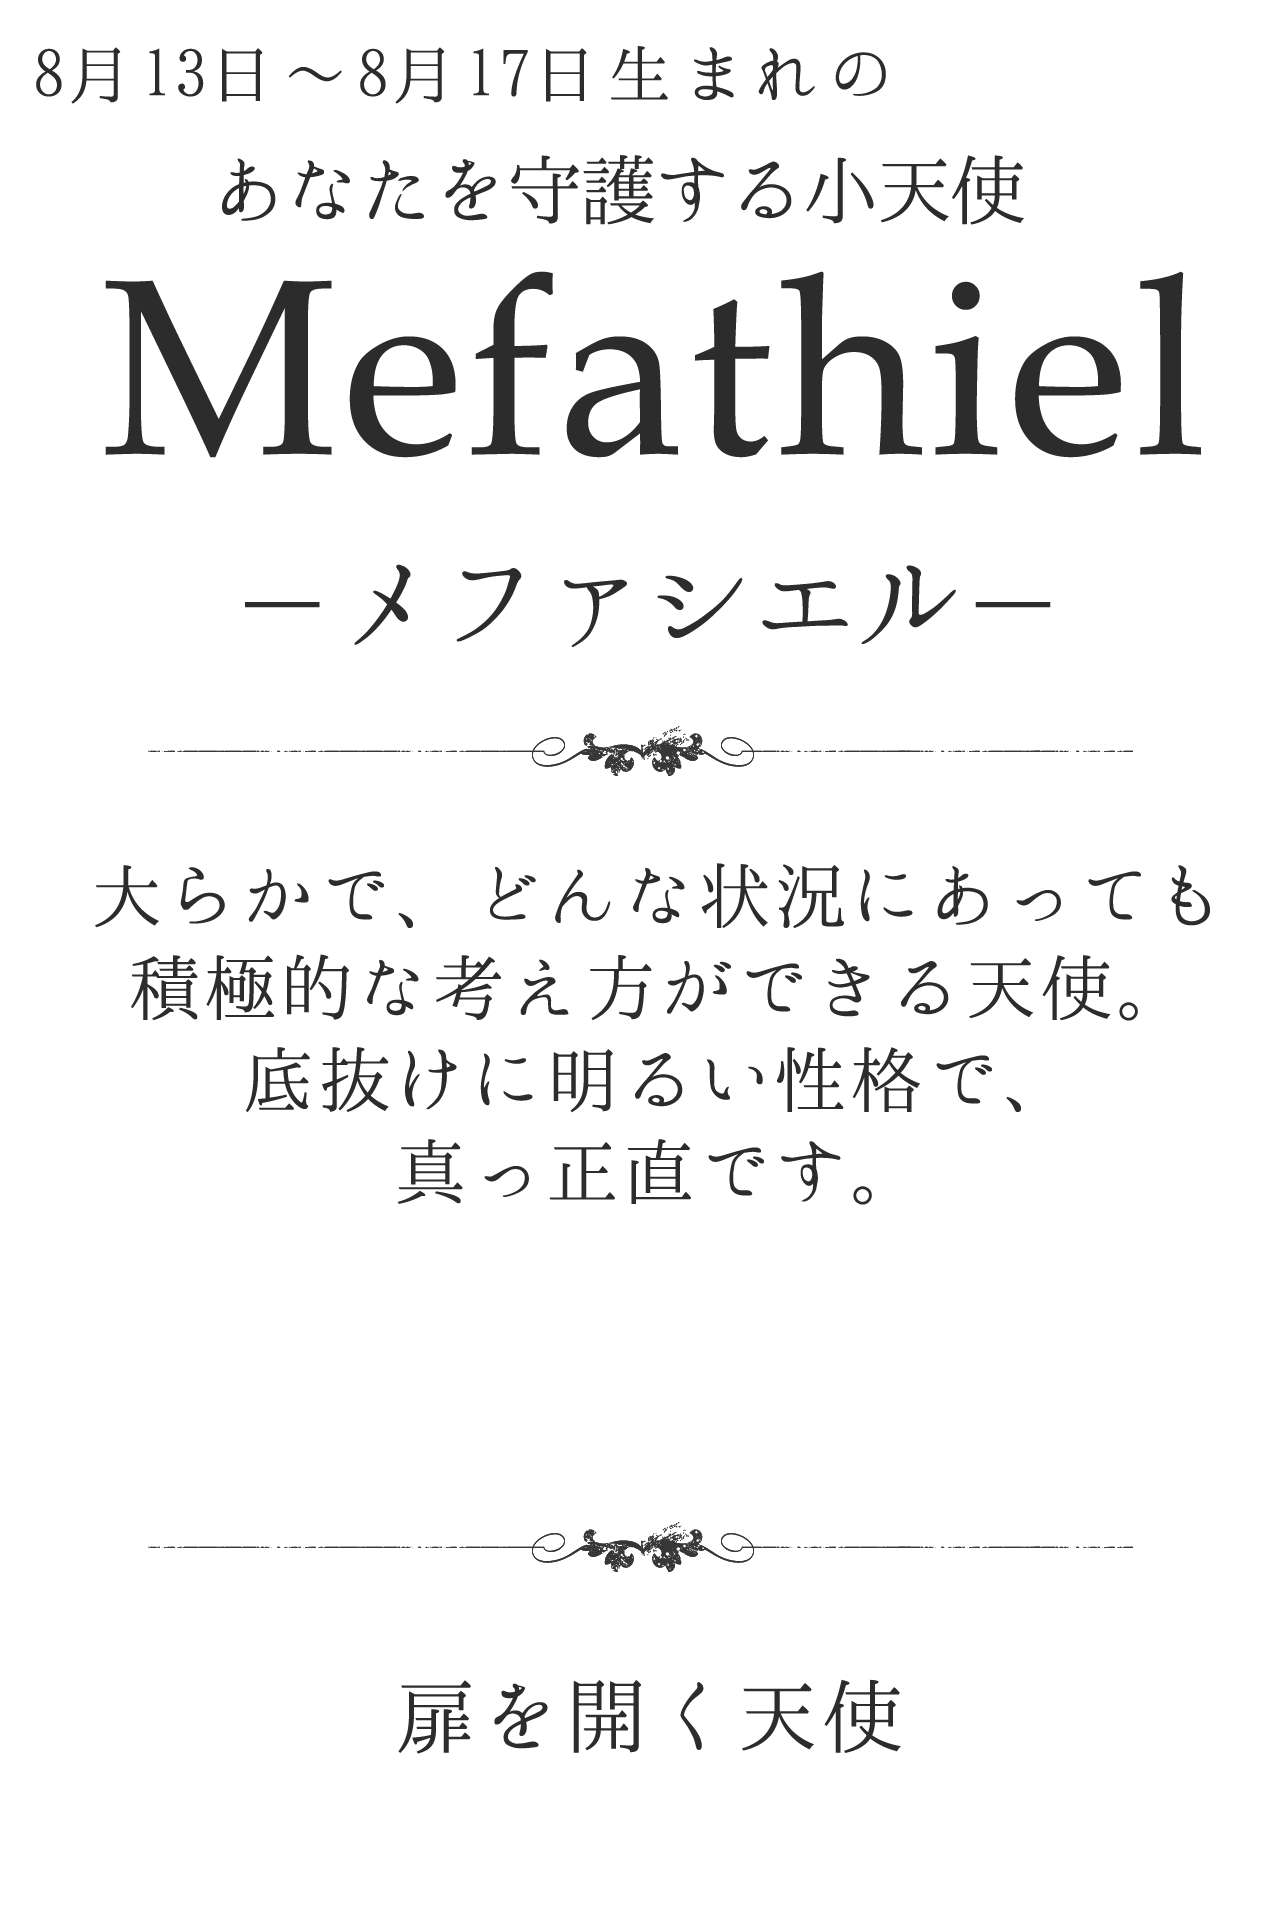 8月13日～8月17日生まれの
あなたを守護する小天使
Mefathiel
―メファシエル―
大らかで、どんな状況にあっても
積極的な考え方ができる天使。
底抜けに明るい性格で、
真っ正直です。
扉を開く天使